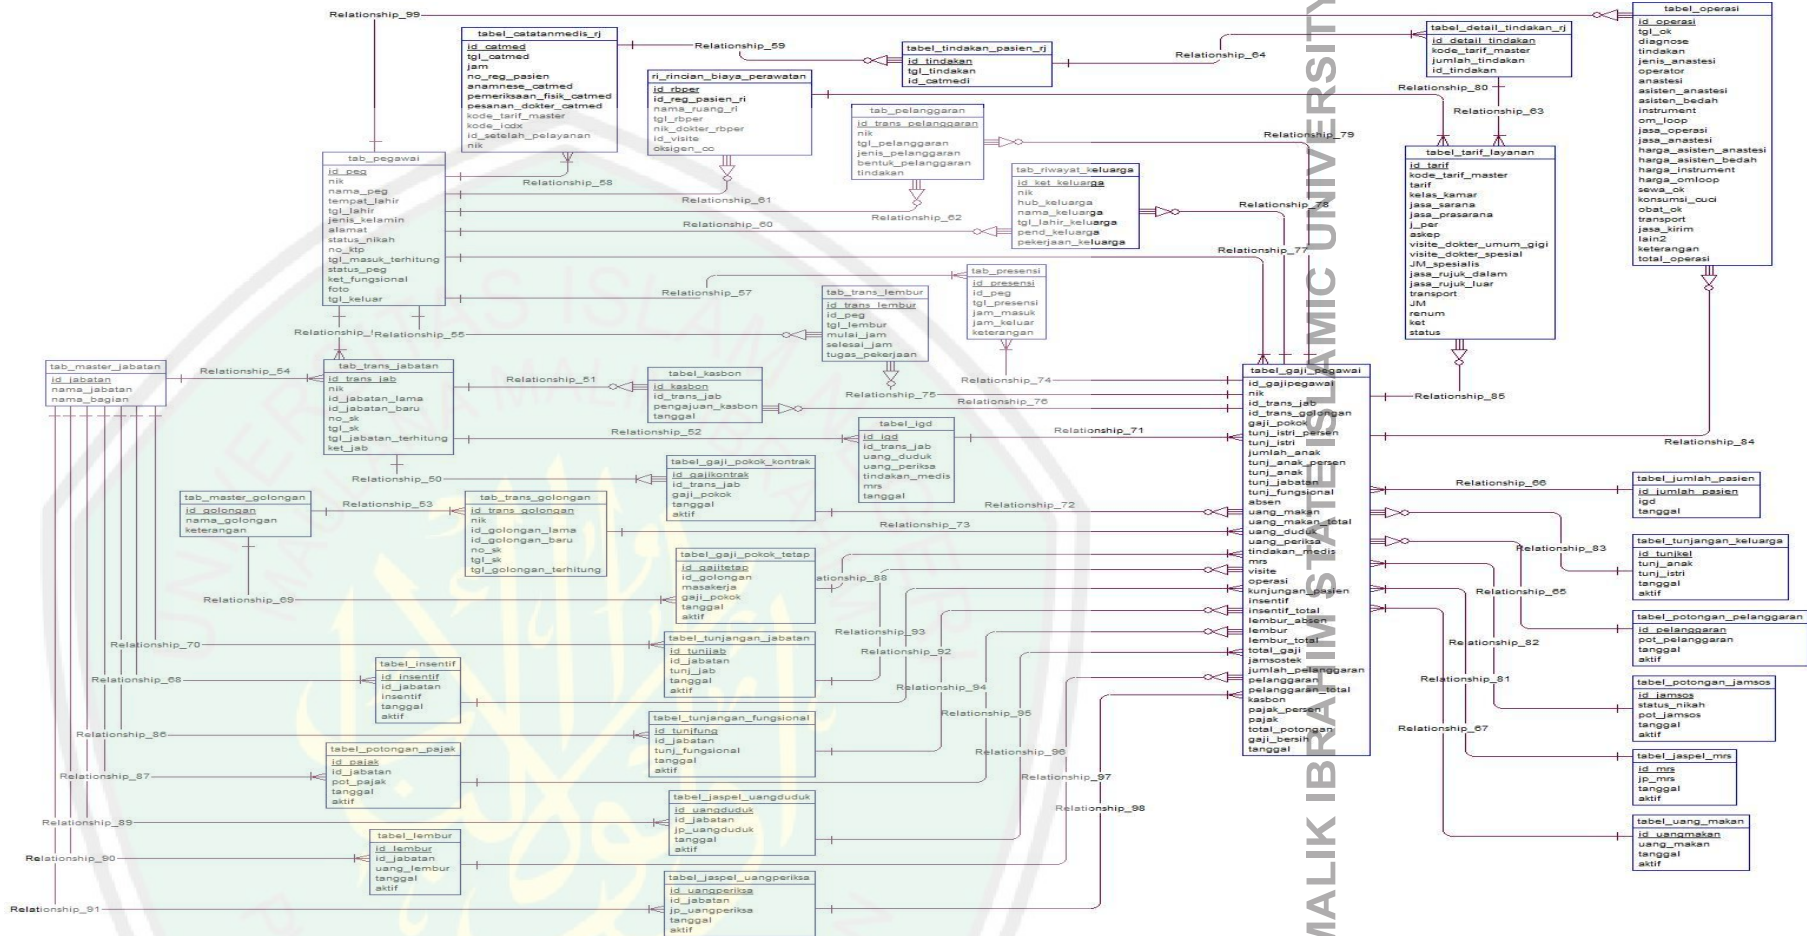 Relationship_99
tabel_operasi
id_operasi
tgl_ok
diagnose
tindakan
jenis_anastesi
operator
anastesi
asisten_anastesi
asisten_bedah
instrument
om_loop
jasa_operasi
jasa_anastesi
harga_asisten_anastesi
harga_asisten_bedah
harga_instrument
harga_omloop
sewa_ok
konsumsi_cuci
obat_ok
transport
jasa_kirim
lain2
keterangan
total_operasi
tabel_catatanmedis_rj
id_catmed
tgl_catmed
jam
no_reg_pasien
anamnese_catmed
pemeriksaan_fisik_catmed
pesanan_dokter_catmed
kode_tarif_master
kode_icdx
id_setelah_pelayanan
nik
Relationship_59
tabel_tindakan_pasien_rj
id_tindakan
tgl_tindakan
id_catmedi
Relationship_64
tabel_detail_tindakan_rj
id_detail_tindakan
kode_tarif_master
jumlah_tindakan
id_tindakan
ri_rincian_biaya_perawatan
id_rbper
id_reg_pasien_ri
nama_ruang_ri
tgl_rbper
nik_dokter_rbper
id_visite
oksigen_co
Relationship_80
Relationship_63
tab_pelanggaran
id_trans_pelanggaran
nik
tgl_pelanggaran
jenis_pelanggaran
bentuk_pelanggaran
tindakan
Relationship_79
tabel_tarif_layanan
id_tarif
kode_tarif_master
tarif
kelas_kamar
jasa_sarana
jasa_prasarana
j_per
askep
visite_dokter_umum_gigi
visite_dokter_spesial
JM_spesialis
jasa_rujuk_dalam
jasa_rujuk_luar
transport
JM
renum
ket
status
tab_pegawai
id_peg
nik
nama_peg
tempat_lahir
tgl_lahir
jenis_kelamin
alamat
status_nikah
no_ktp
tgl_masuk_terhitung
status_peg
ket_fungsional
foto
tgl_keluar
Relationship_58
Relationship_61
Relationship_62
Relationship_60
tab_riwayat_keluarga
id_ket_keluarga
nik
hub_keluarga
nama_keluarga
tgl_lahir_keluarga
pend_keluarga
pekerjaan_keluarga
Relationship_78
Relationship_77
Relationship_57
tab_presensi
id_presensi
id_peg
tgl_presensi
jam_masuk
jam_keluar
keterangan
tab_trans_lembur
id_trans_lembur
id_peg
tgl_lembur
mulai_jam
selesai_jam
tugas_pekerjaan
Relationship_55
tab_master_jabatan
id_jabatan
nama_jabatan
nama_bagian
Relationship_54
tab_trans_jabatan
id_trans_jab
nik
id_jabatan_lama
id_jabatan_baru
no_sk
tgl_sk
tgl_jabatan_terhitung
ket_jab
Relationship_51
tabel_kasbon
id_kasbon
id_trans_jab
pengajuan_kasbon
tanggal
Relationship_74
Relationship_75
Relationship_76
Relationship_85
Relationship_52
tabel_igd
id_igd
id_trans_jab
uang_duduk
uang_periksa
tindakan_medis
mrs
tanggal
Relationship_71
Relationship_84
tabel_gaji_pegawai
id_gajipegawai
nik
id_trans_jab
id_trans_golongan
gaji_pokok
tunj_istri_persen
tunj_istri
jumlah_anak
tunj_anak_persen
tunj_anak
tunj_jabatan
tunj_fungsional
absen
uang_makan
uang_makan_total
uang_duduk
uang_periksa
tindakan_medis
mrs
visite
operasi
kunjungan_pasien
insentif
insentif_total
lembur_absen
lembur
lembur_total
total_gaji
jamsostek
jumlah_pelanggaran
pelanggaran
pelanggaran_total
kasbon
pajak_persen
pajak
total_potongan
gaji_bersih
tanggal
Relationship_50
tabel_gaji_pokok_kontrak
id_gajikontrak
id_trans_jab
gaji_pokok
tanggal
aktif
Relationship_72
Relationship_66
tabel_jumlah_pasien
id_jumlah_pasien
igd
tanggal
tab_master_golongan
id_golongan
nama_golongan
keterangan
Relationship_53
tab_trans_golongan
id_trans_golongan
nik
id_golongan_lama
id_golongan_baru
no_sk
tgl_sk
tgl_golongan_terhitung
Relationship_73
Relationship_83
tabel_tunjangan_keluarga
id_tunjkel
tunj_anak
tunj_istri
tanggal
aktif
tabel_gaji_pokok_tetap
id_gajitetap
id_golongan
masakerja
gaji_pokok
tanggal
aktif
ationship_88
Relationship_69
Relationship_65
tabel_potongan_pelanggaran
id_pelanggaran
pot_pelanggaran
tanggal
aktif
Relationship_70
tabel_tunjangan_jabatan
id_tunjjab
id_jabatan
tunj_jab
tanggal
aktif
Relationship_93
Relationship_92
Relationship_82
Relationship_68
tabel_insentif
id_insentif
id_jabatan
insentif
tanggal
aktif
Relationship_94
Relationship_81
tabel_potongan_jamsos
id_jamsos
status_nikah
pot_jamsos
tanggal
aktif
Relationship_86
tabel_tunjangan_fungsional
id_tunjfung
id_jabatan
tunj_fungsional
tanggal
aktif
Relationship_95
Relationship_67
Relationship_87
tabel_potongan_pajak
id_pajak
id_jabatan
pot_pajak
tanggal
aktif
Relationship_96
Relationship_97
tabel_jaspel_mrs
id_mrs
jp_mrs
tanggal
aktif
Relationship_89
tabel_jaspel_uangduduk
id_uangduduk
id_jabatan
jp_uangduduk
tanggal
aktif
Relationship_98
tabel_uang_makan
id_uangmakan
uang_makan
tanggal
aktif
Relationship_90
tabel_lembur
id_lembur
id_jabatan
uang_lembur
tanggal
aktif
Relationship_91
tabel_jaspel_uangperiksa
id_uangperiksa
id_jabatan
jp_uangperiksa
tanggal
aktif
MALIK IBRAHIM STATE ISLAMIC UNIVERSITY